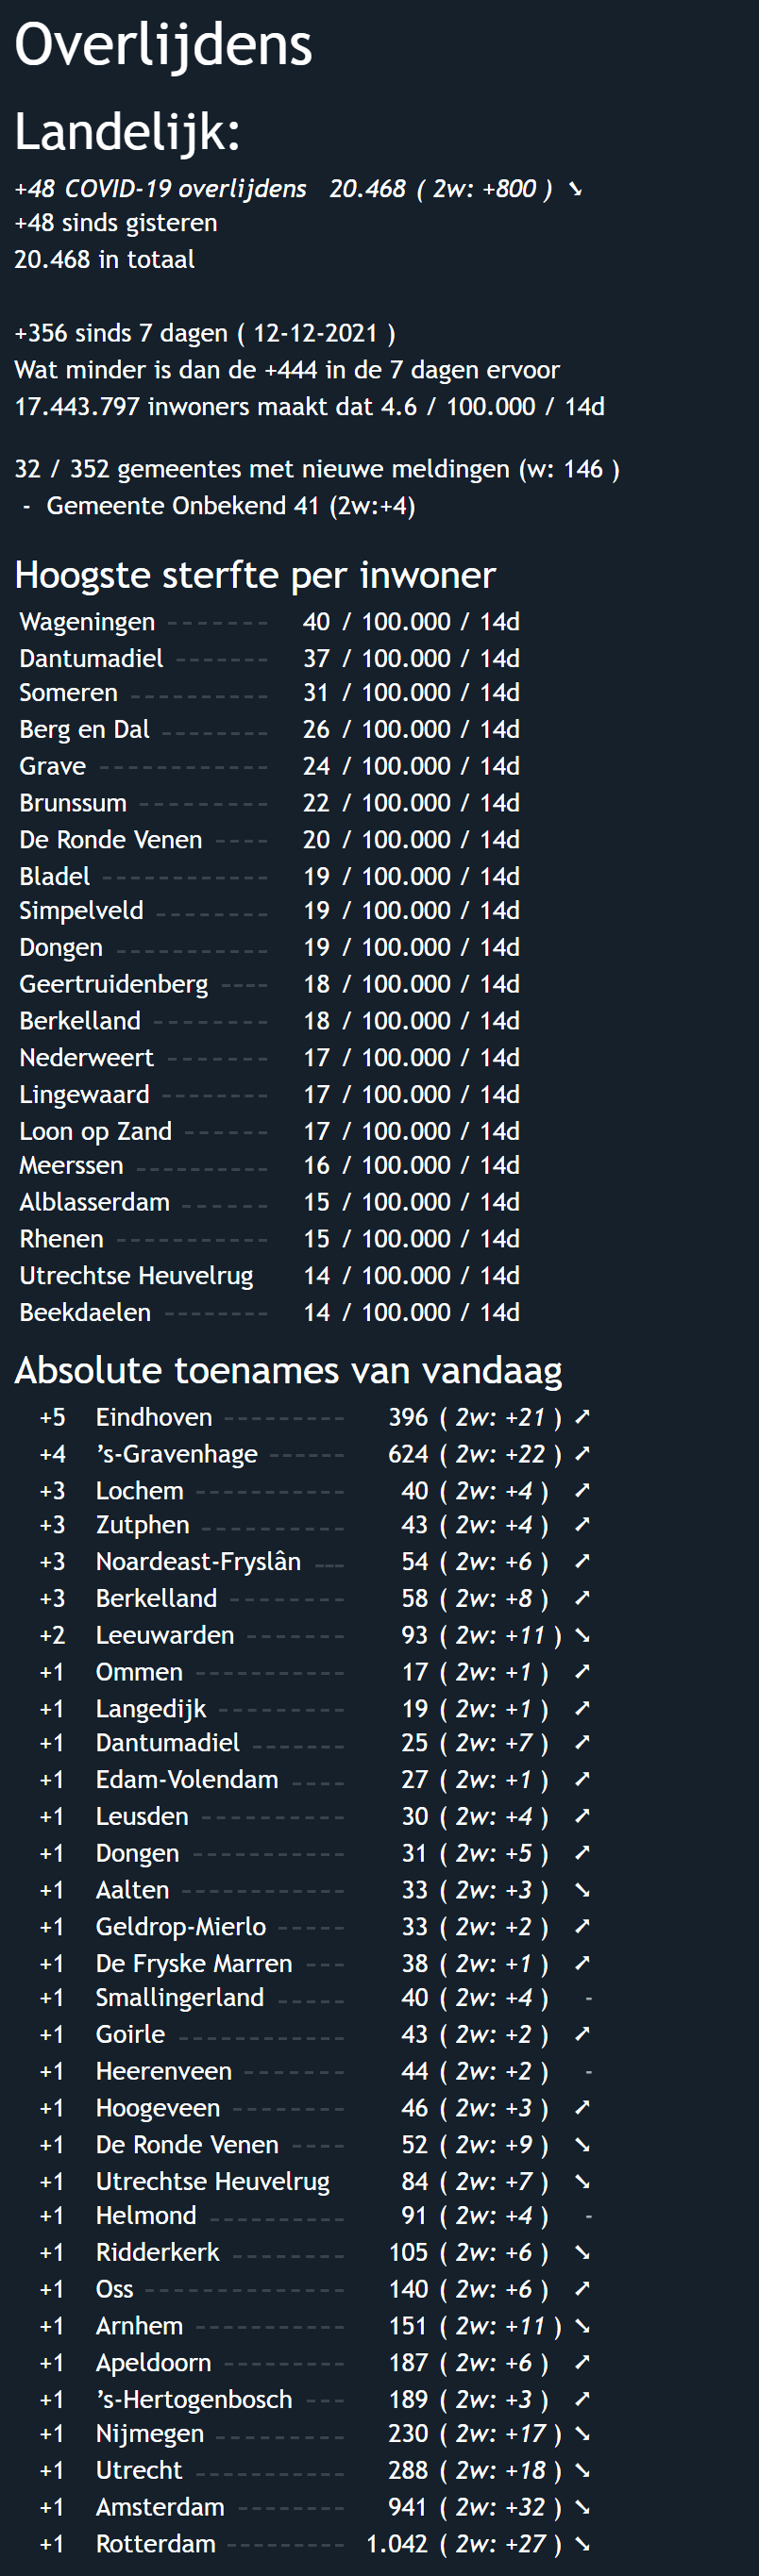 Overlijdens
Landelijk:
+48 COVID-19 overlijdens 20.468 ( 2w: +800 ) ➘
+48 sinds gisteren
20.468 in totaal
+356 sinds 7 dagen ( 12-12-2021 )
Wat minder is dan de +444 in de 7 dagen ervoor
17.443.797 inwoners maakt dat 4.6 / 100.000 / 14d
32 / 352 gemeentes met nieuwe meldingen (w: 146 )
- Gemeente Onbekend 41 (2w:+4)
Hoogste sterfte per inwoner
Wageningen ------- 40 / 100.000 / 14d
Dantumadiel ------- 37 / 100.000 / 14d
Someren ---------- 31 / 100.000 / 14d
Berg en Dal -------- 26 / 100.000 / 14d
Grave ------------ 24 / 100.000 / 14d
Brunssum --------- 22 / 100.000 / 14d
De Ronde Venen ---- 20 / 100.000 / 14d
Bladel ------------ 19 / 100.000 / 14d
Simpelveld -------- 19 / 100.000 / 14d
Dongen ----------- 19 / 100.000 / 14d
Geertruidenberg ---- 18 / 100.000 / 14d
Berkelland -------- 18 / 100.000 / 14d
Nederweert ------- 17 / 100.000 / 14d
Lingewaard -------- 17 / 100.000 / 14d
Loon op Zand ------ 17 / 100.000 / 14d
Meerssen ---------- 16 / 100.000 / 14d
Alblasserdam ------ 15 / 100.000 / 14d
Rhenen ----------- 15 / 100.000 / 14d
Utrechtse Heuvelrug 14 / 100.000 / 14d
Beekdaelen -------- 14 / 100.000 / 14d
Absolute toenames van vandaag
+5 Eindhoven --------- 396 ( 2w: +21 ) ➚
+4 ’s-Gravenhage ------ 624 ( 2w: +22 ) ➚
+3 Lochem ----------- 40 ( 2w: +4 ) ➚
+3 Zutphen ---------- 43 ( 2w: +4 ) ➚
+3 Noardeast-Fryslân --- 54 ( 2w: +6 ) ➚
+3 Berkelland -------- 58 ( 2w: +8 ) ➚
+2 Leeuwarden ------- 93 ( 2w: +11 ) ➘
+1 Ommen ----------- 17 ( 2w: +1 ) ➚
+1 Langedijk --------- 19 ( 2w: +1 ) ➚
+1 Dantumadiel ------- 25 ( 2w: +7 ) ➚
+1 Edam-Volendam ---- 27 ( 2w: +1 ) ➚
+1 Leusden ---------- 30 ( 2w: +4 ) ➚
+1 Dongen ----------- 31 ( 2w: +5 ) ➚
+1 Aalten ------------ 33 ( 2w: +3 ) ➘
+1 Geldrop-Mierlo ----- 33 ( 2w: +2 ) ➚
+1 De Fryske Marren --- 38 ( 2w: +1 ) ➚
+1 Smallingerland ----- 40 ( 2w: +4 ) -
+1 Goirle ------------ 43 ( 2w: +2 ) ➚
+1 Heerenveen ------- 44 ( 2w: +2 ) -
+1 Hoogeveen -------- 46 ( 2w: +3 ) ➚
+1 De Ronde Venen ---- 52 ( 2w: +9 ) ➘
+1 Utrechtse Heuvelrug 84 ( 2w: +7 ) ➘
+1 Helmond ---------- 91 ( 2w: +4 ) -
+1 Ridderkerk -------- 105 ( 2w: +6 ) ➘
+1 Oss --------------- 140 ( 2w: +6 ) ➚
+1 Arnhem ----------- 151 ( 2w: +11 ) ➘
+1 Apeldoorn --------- 187 ( 2w: +6 ) ➚
+1 ’s-Hertogenbosch --- 189 ( 2w: +3 ) ➚
+1 Nijmegen ---------- 230 ( 2w: +17 ) ➘
+1 Utrecht ----------- 288 ( 2w: +18 ) ➘
+1 Amsterdam -------- 941 ( 2w: +32 ) ➘
+1 Rotterdam --------- 1.042 ( 2w: +27 ) ➘